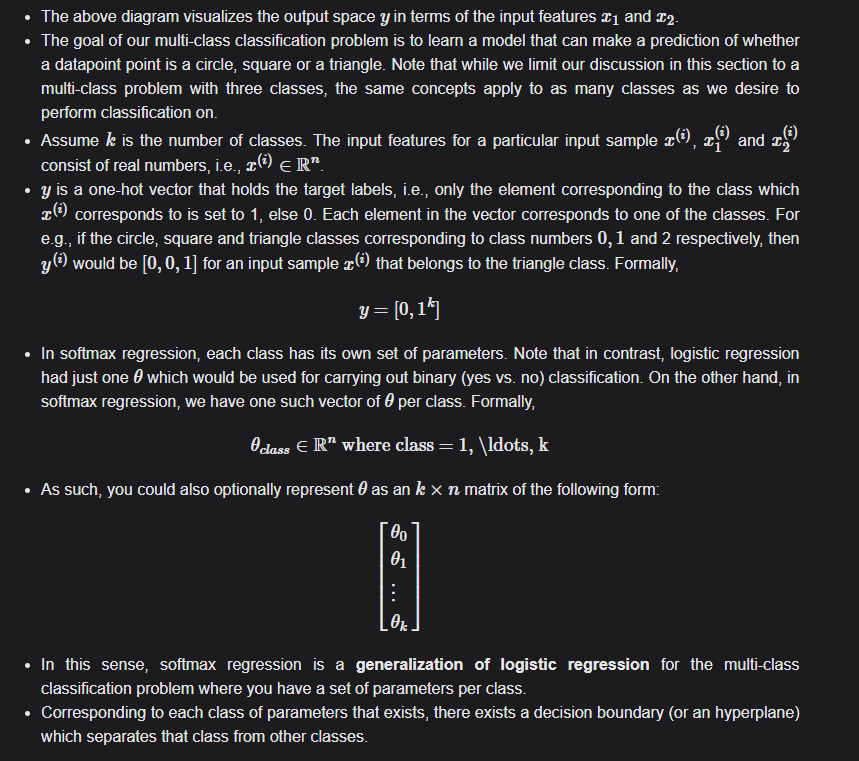 • The above diagram visualizes the output space y in terms of the input features x₁ and x₂.
• The goal of our multi-class classification problem is to learn a model that can make a prediction of whether
a datapoint point is a circle, square or a triangle. Note that while we limit our discussion in this section to a
multi-class problem with three classes, the same concepts apply to as many classes as we desire to
perform classification on.
• Assume k is the number of classes. The input features for a particular input sample x⁽ⁱ⁾, x₁⁽ⁱ⁾ and x₂⁽ⁱ⁾
consist of real numbers, i.e., x⁽ⁱ⁾ ∈ ℝⁿ.
• y is a one-hot vector that holds the target labels, i.e., only the element corresponding to the class which
x⁽ⁱ⁾ corresponds to is set to 1, else 0. Each element in the vector corresponds to one of the classes. For
e.g., if the circle, square and triangle classes corresponding to class numbers 0, 1 and 2 respectively, then
y⁽ⁱ⁾ would be [0, 0, 1] for an input sample x⁽ⁱ⁾ that belongs to the triangle class. Formally,
y = [0, 1ᵏ]
• In softmax regression, each class has its own set of parameters. Note that in contrast, logistic regression
had just one θ which would be used for carrying out binary (yes vs. no) classification. On the other hand, in
softmax regression, we have one such vector of θ per class. Formally,
θ_class ∈ ℝⁿ where class = 1, \ldots, k
• As such, you could also optionally represent θ as an k × n matrix of the following form:
θ₀
θ₁
⋮
θₖ
• In this sense, softmax regression is a generalization of logistic regression for the multi-class
classification problem where you have a set of parameters per class.
• Corresponding to each class of parameters that exists, there exists a decision boundary (or an hyperplane)
which separates that class from other classes.